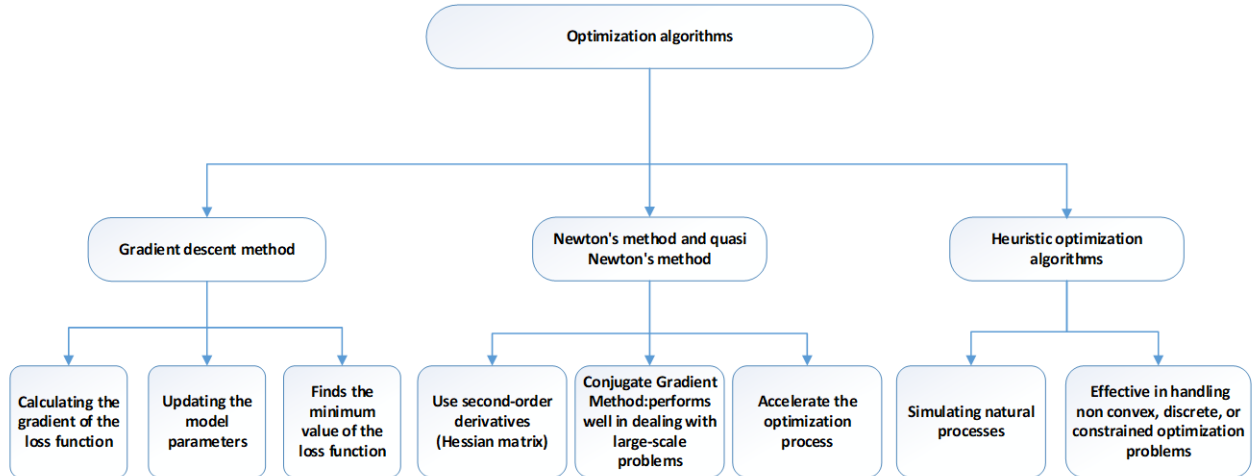 Optimization algorithms
Gradient descent method
Newton's method and quasi
Newton's method
Heuristic optimization
algorithms
Calculating the
gradient of the
loss function
Updating the
model
parameters
Finds the
minimum
value of the
loss function
Use second-order
derivatives
(Hessian matrix)
Conjugate Gradient
Method:performs
well in dealing with
large-scale
problems
Accelerate the
optimization
process
Simulating natural
processes
Effective in handling
non convex, discrete, or
constrained optimization
problems